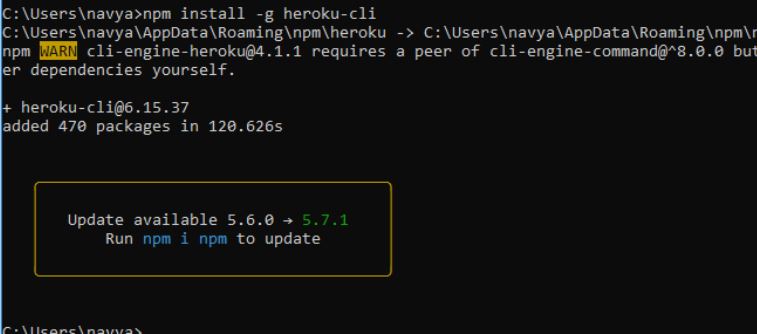 C:\Users\navya>npm install -g heroku-cli
C:\Users\navya\AppData\Roaming\npm\heroku -> C:\Users\navya\AppData\Roaming\npm\
npm WARN cli-engine-heroku@4.1.1 requires a peer of cli-engine-command@^8.0.0 but
er dependencies yourself.
+ heroku-cli@6.15.37
added 470 packages in 120.626s
Update available 5.6.0 → 5.7.1
Run npm i npm to update
C:\Users\navya>